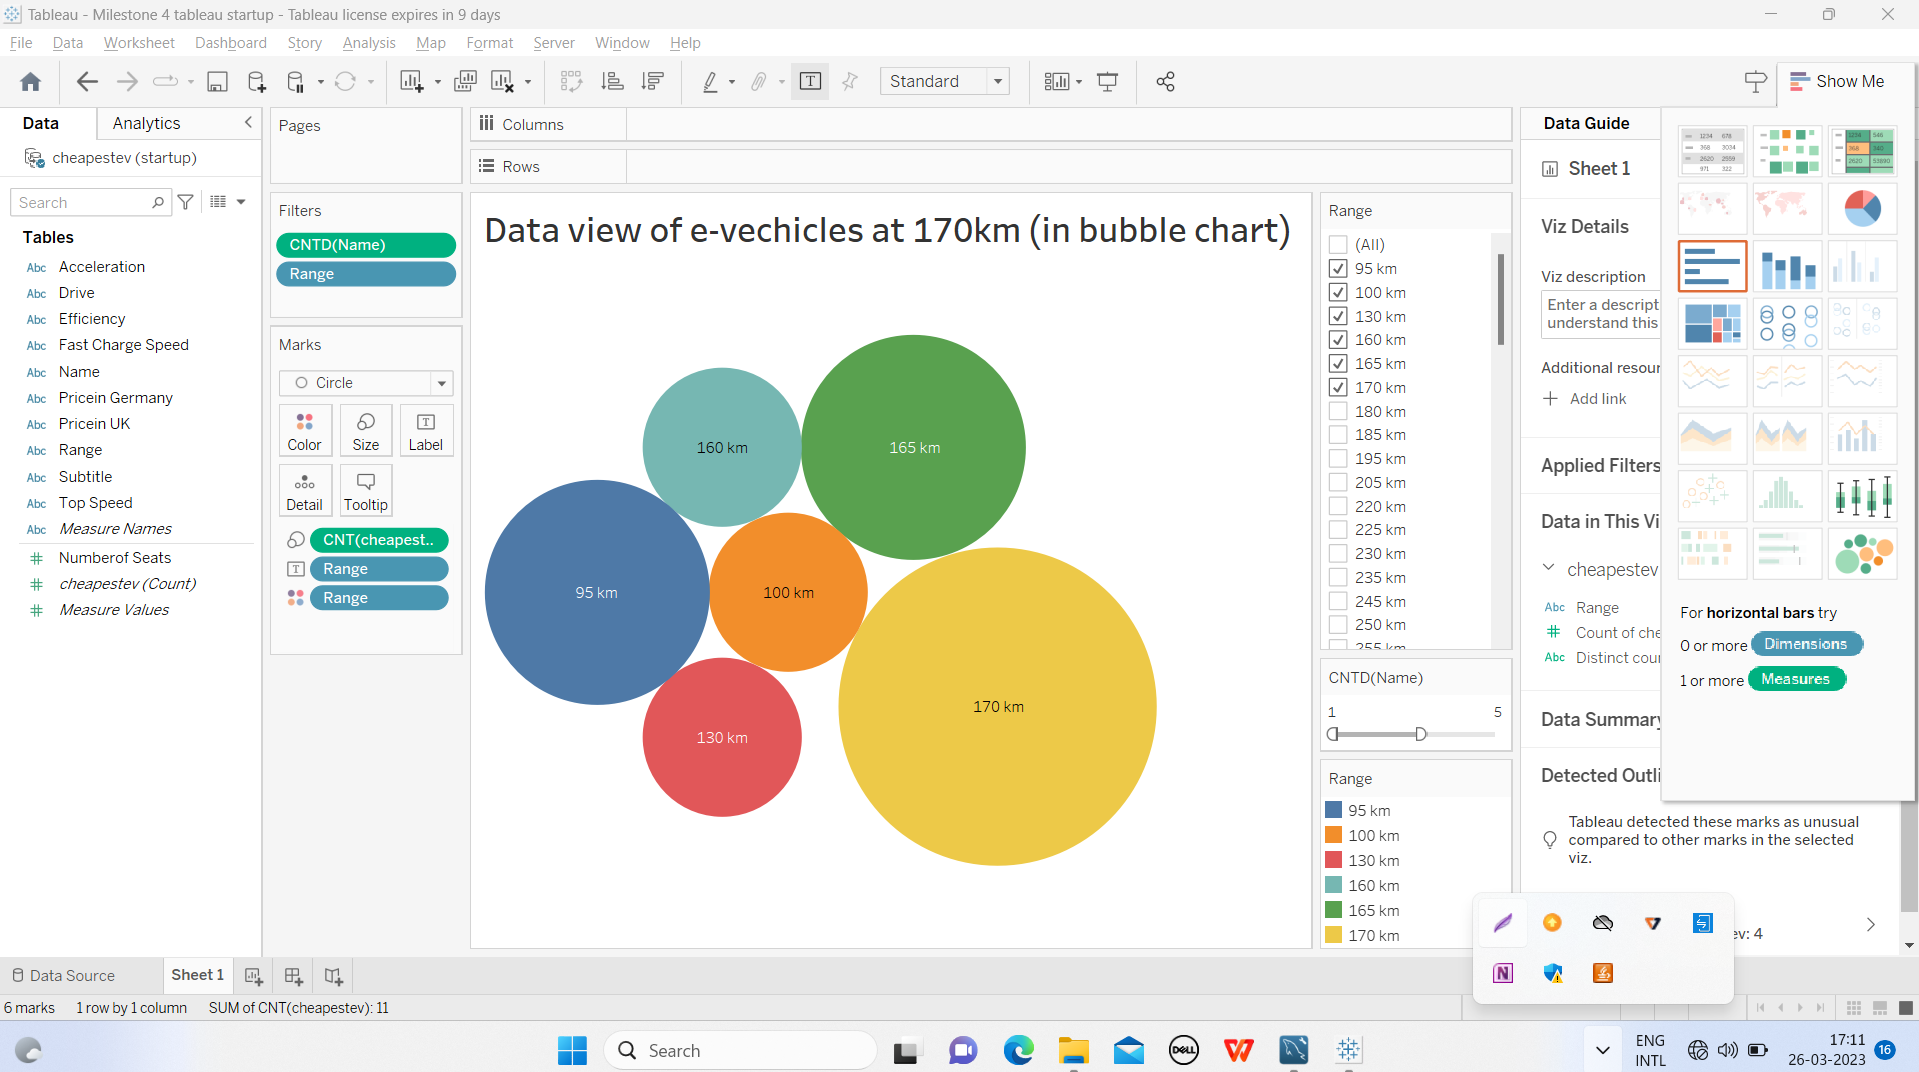 Tableau - Milestone 4 tableau startup - Tableau license expires in 9 days
File Data Worksheet Dashboard Story Analysis Map Format Server Window Help
Standard
Show Me
Data Analytics
cheapestev (startup)
Search
Tables
Abc Acceleration
Abc Drive
Abc Efficiency
Abc Fast Charge Speed
Abc Name
Abc Pricein Germany
Abc Pricein UK
Abc Range
Abc Subtitle
Abc Top Speed
Abc Measure Names
# Numberof Seats
# cheapestev (Count)
# Measure Values
Pages
Filters
CNTD(Name)
Range
Marks
Circle
Color Size Label
Detail Tooltip
CNT(cheapest..
Range
Range
Columns
Rows
Data view of e-vechicles at 170km (in bubble chart)
160 km
165 km
95 km
100 km
130 km
170 km
Range
(All)
95 km
100 km
130 km
160 km
165 km
170 km
180 km
185 km
195 km
205 km
220 km
225 km
230 km
235 km
245 km
250 km
255 km
CNTD(Name)
1 5
Range
95 km
100 km
130 km
160 km
165 km
170 km
Data Guide
Sheet 1
Viz Details
Viz description
Enter a descript
understand this
Additional resour
Add link
Applied Filters
Data in This Vi
cheapestev
Abc Range
# Count of che
Abc Distinct cour
Data Summary
Detected Outli
Tableau detected these marks as unusual
compared to other marks in the selected
viz.
ev: 4
For horizontal bars try
0 or more Dimensions
1 or more Measures
Data Source Sheet 1
6 marks 1 row by 1 column SUM of CNT(cheapestev): 11
Search
DELL
ENG
INTL
17:11
26-03-2023
16